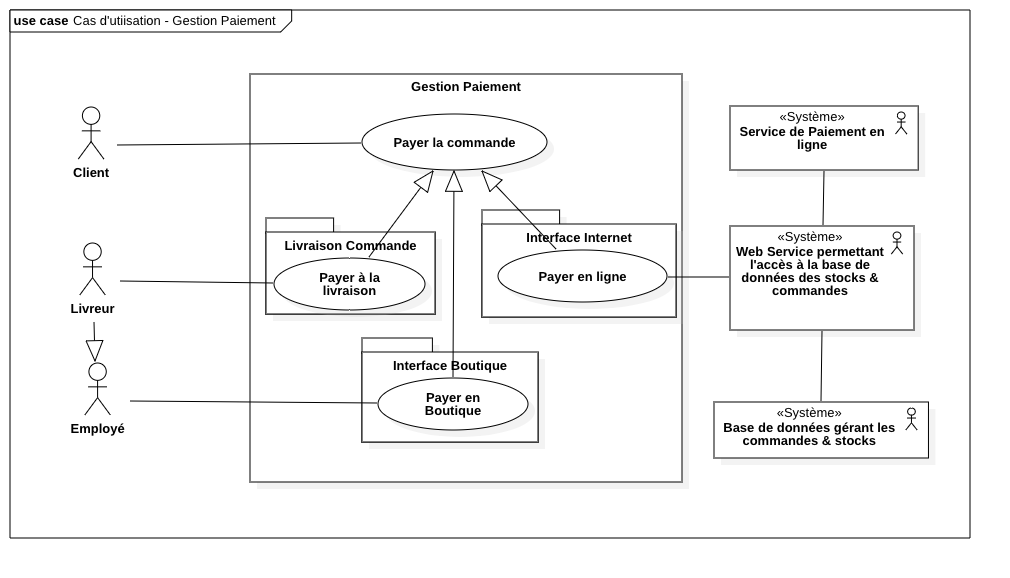 use case Cas d'utiisation - Gestion Paiement
Gestion Paiement
Payer la commande
Client
«Système»
Service de Paiement en
ligne
Livraison Commande
Payer à la
livraison
Interface Internet
Payer en ligne
Livreur
«Système»
Web Service permettant
l'accès à la base de
données des stocks &
commandes
Interface Boutique
Payer en
Boutique
Employé
«Système»
Base de données gérant les
commandes & stocks